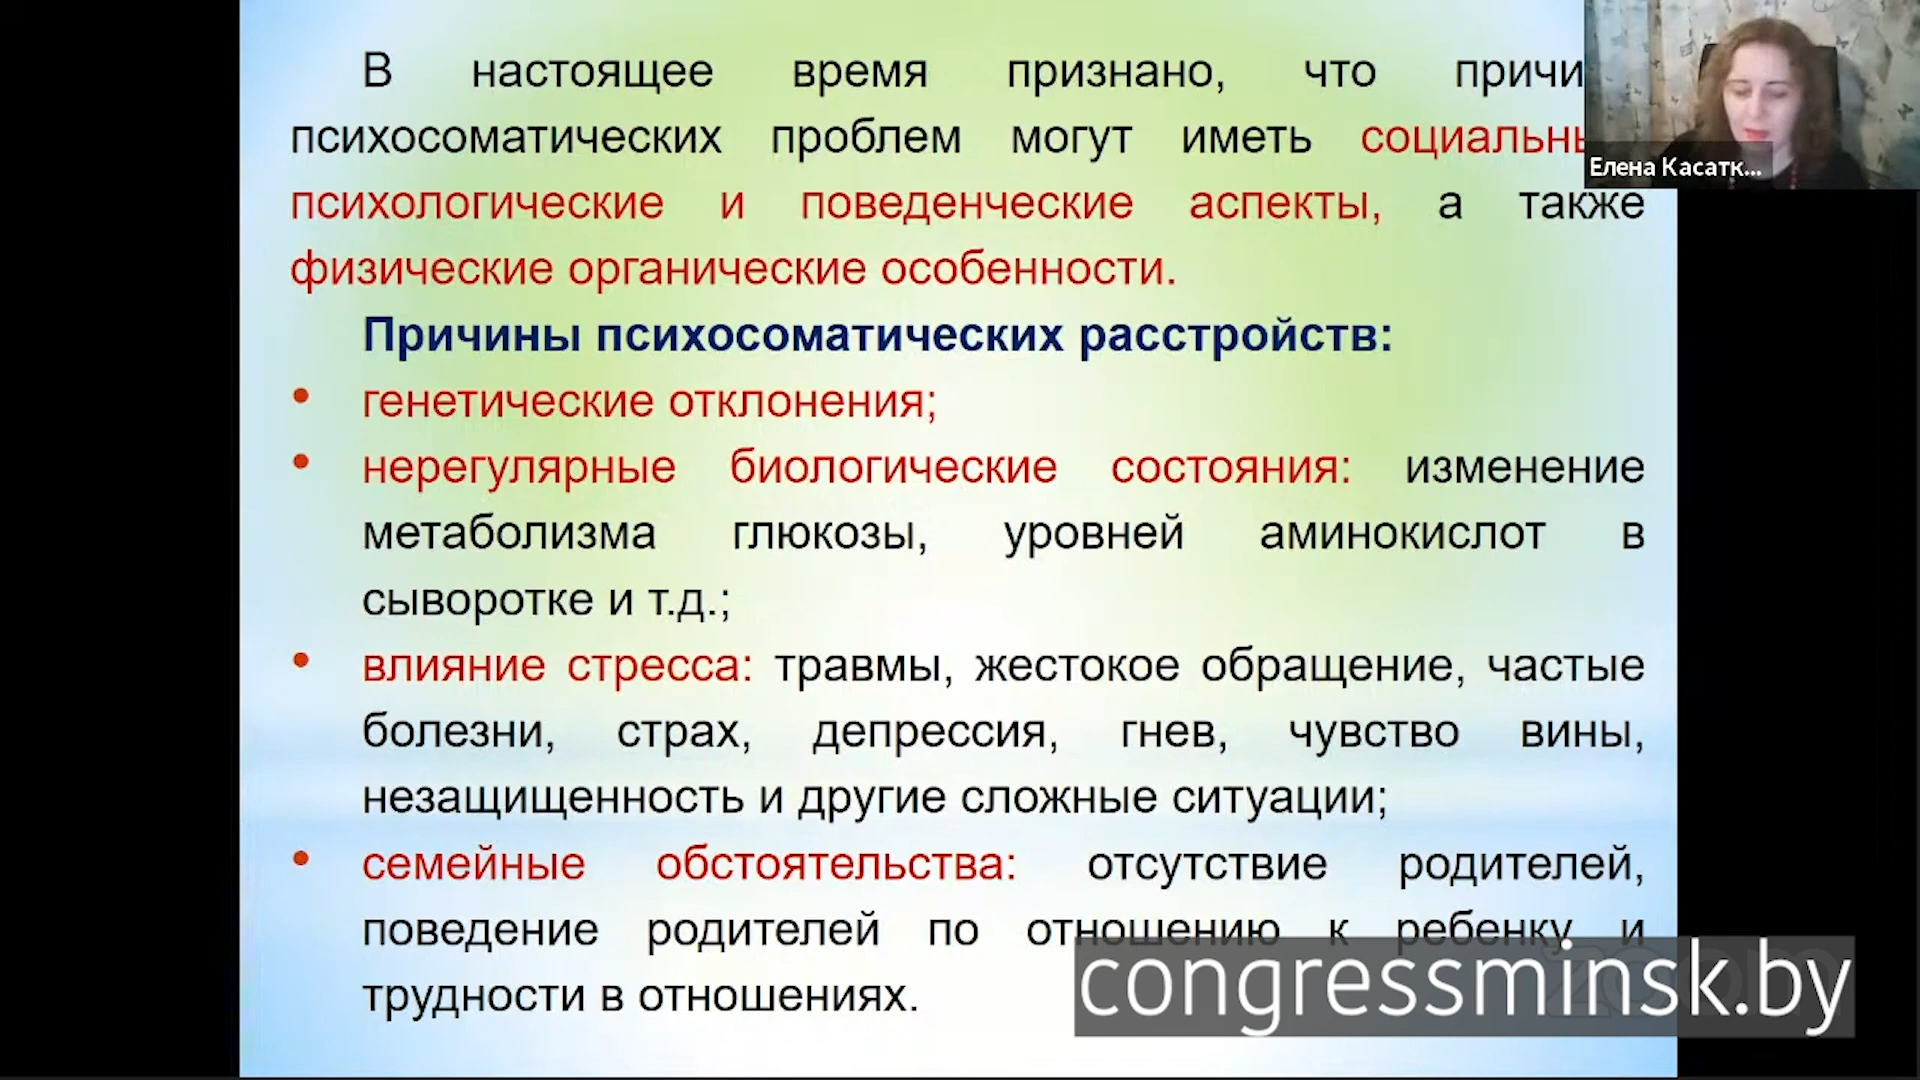 В настоящее время признано, что
психосоматических проблем могут иметь
психологические и поведенческие аспекты, а также
физические органические особенности.
Причины психосоматических расстройств:
• генетические отклонения;
• нерегулярные биологические состояния: изменение
метаболизма глюкозы, уровней аминокислот в
сыворотке и т.д.;
• влияние стресса: травмы, жестокое обращение, частые
болезни, страх, депрессия, гнев, чувство вины,
незащищенность и другие сложные ситуации;
• семейные обстоятельства: отсутствие родителей,
поведение родителей по отношению к ребенку и
трудности в отношениях.
Елена Касатк...
congressminsk.by
zoom